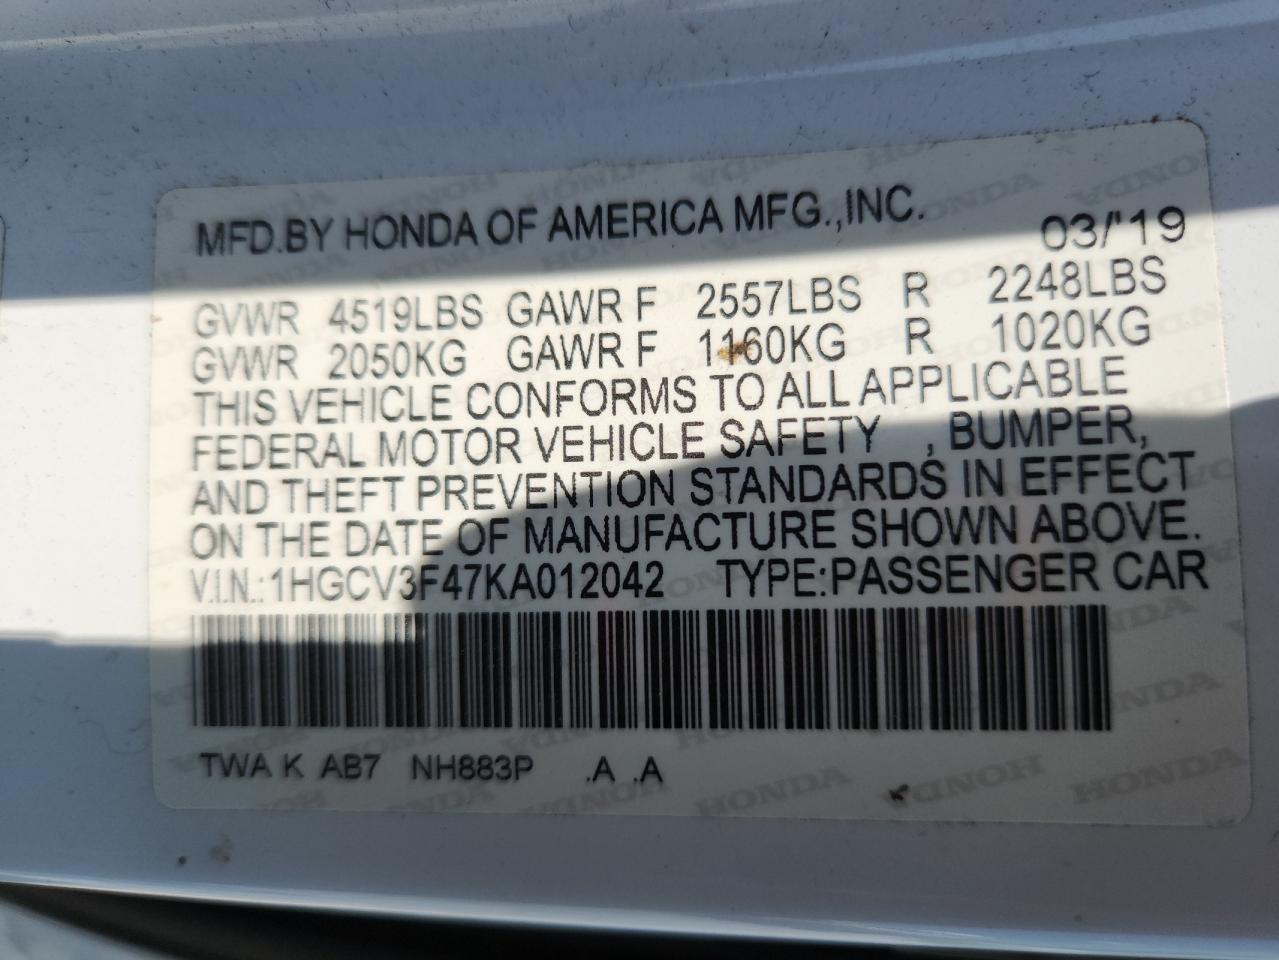 MFD.BY HONDA OF AMERICA MFG.,INC. 03/'19
GVWR 4519LBS GAWR F 2557LBS R 2248LBS
GVWR 2050KG GAWR F 1160KG R 1020KG
THIS VEHICLE CONFORMS TO ALL APPLICABLE
FEDERAL MOTOR VEHICLE SAFETY , BUMPER,
AND THEFT PREVENTION STANDARDS IN EFFECT
ON THE DATE OF MANUFACTURE SHOWN ABOVE.
V.I.N.: 1HGCV3F47KA012042 TYPE:PASSENGER CAR
TWA K AB7 NH883P .A .A